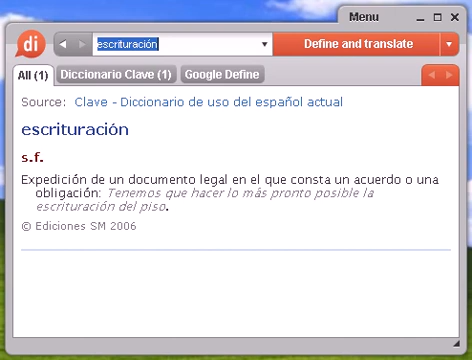 Menu
di
escrituración
Define and translate
All (1)
Diccionario Clave (1)
Google Define
Source: Clave - Diccionario de uso del español actual
escrituración
s.f.
Expedición de un documento legal en el que consta un acuerdo o una
obligación: Tenemos que hacer lo más pronto posible la
escrituración del piso.
© Ediciones SM 2006